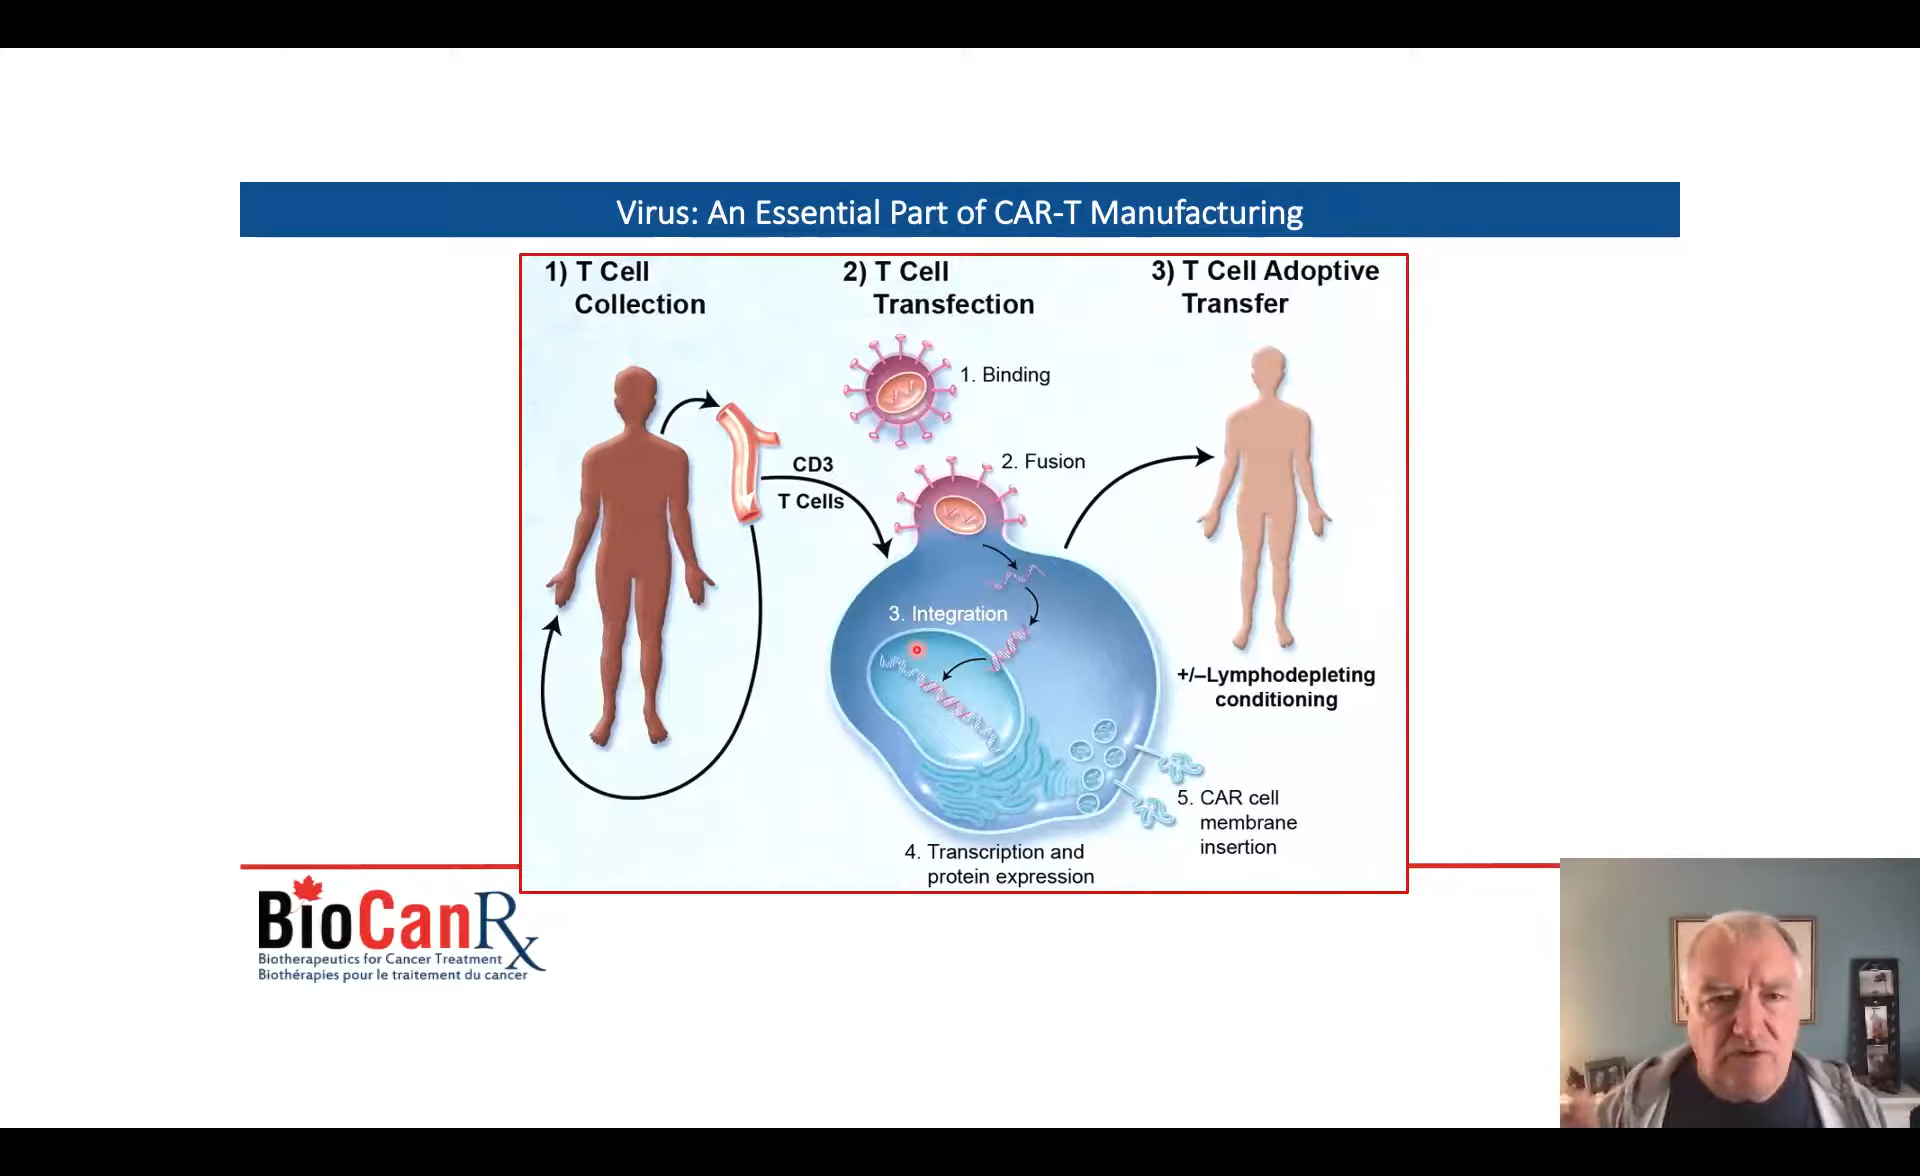 Virus: An Essential Part of CAR-T Manufacturing
1) T Cell
Collection
2) T Cell
Transfection
3) T Cell Adoptive
Transfer
1. Binding
2. Fusion
CD3
T Cells
3. Integration
+/–Lymphodepleting
conditioning
5. CAR cell
membrane
insertion
4. Transcription and
protein expression
BioCanRx
Biotherapeutics for Cancer Treatment
Biothérapies pour le traitement du cancer